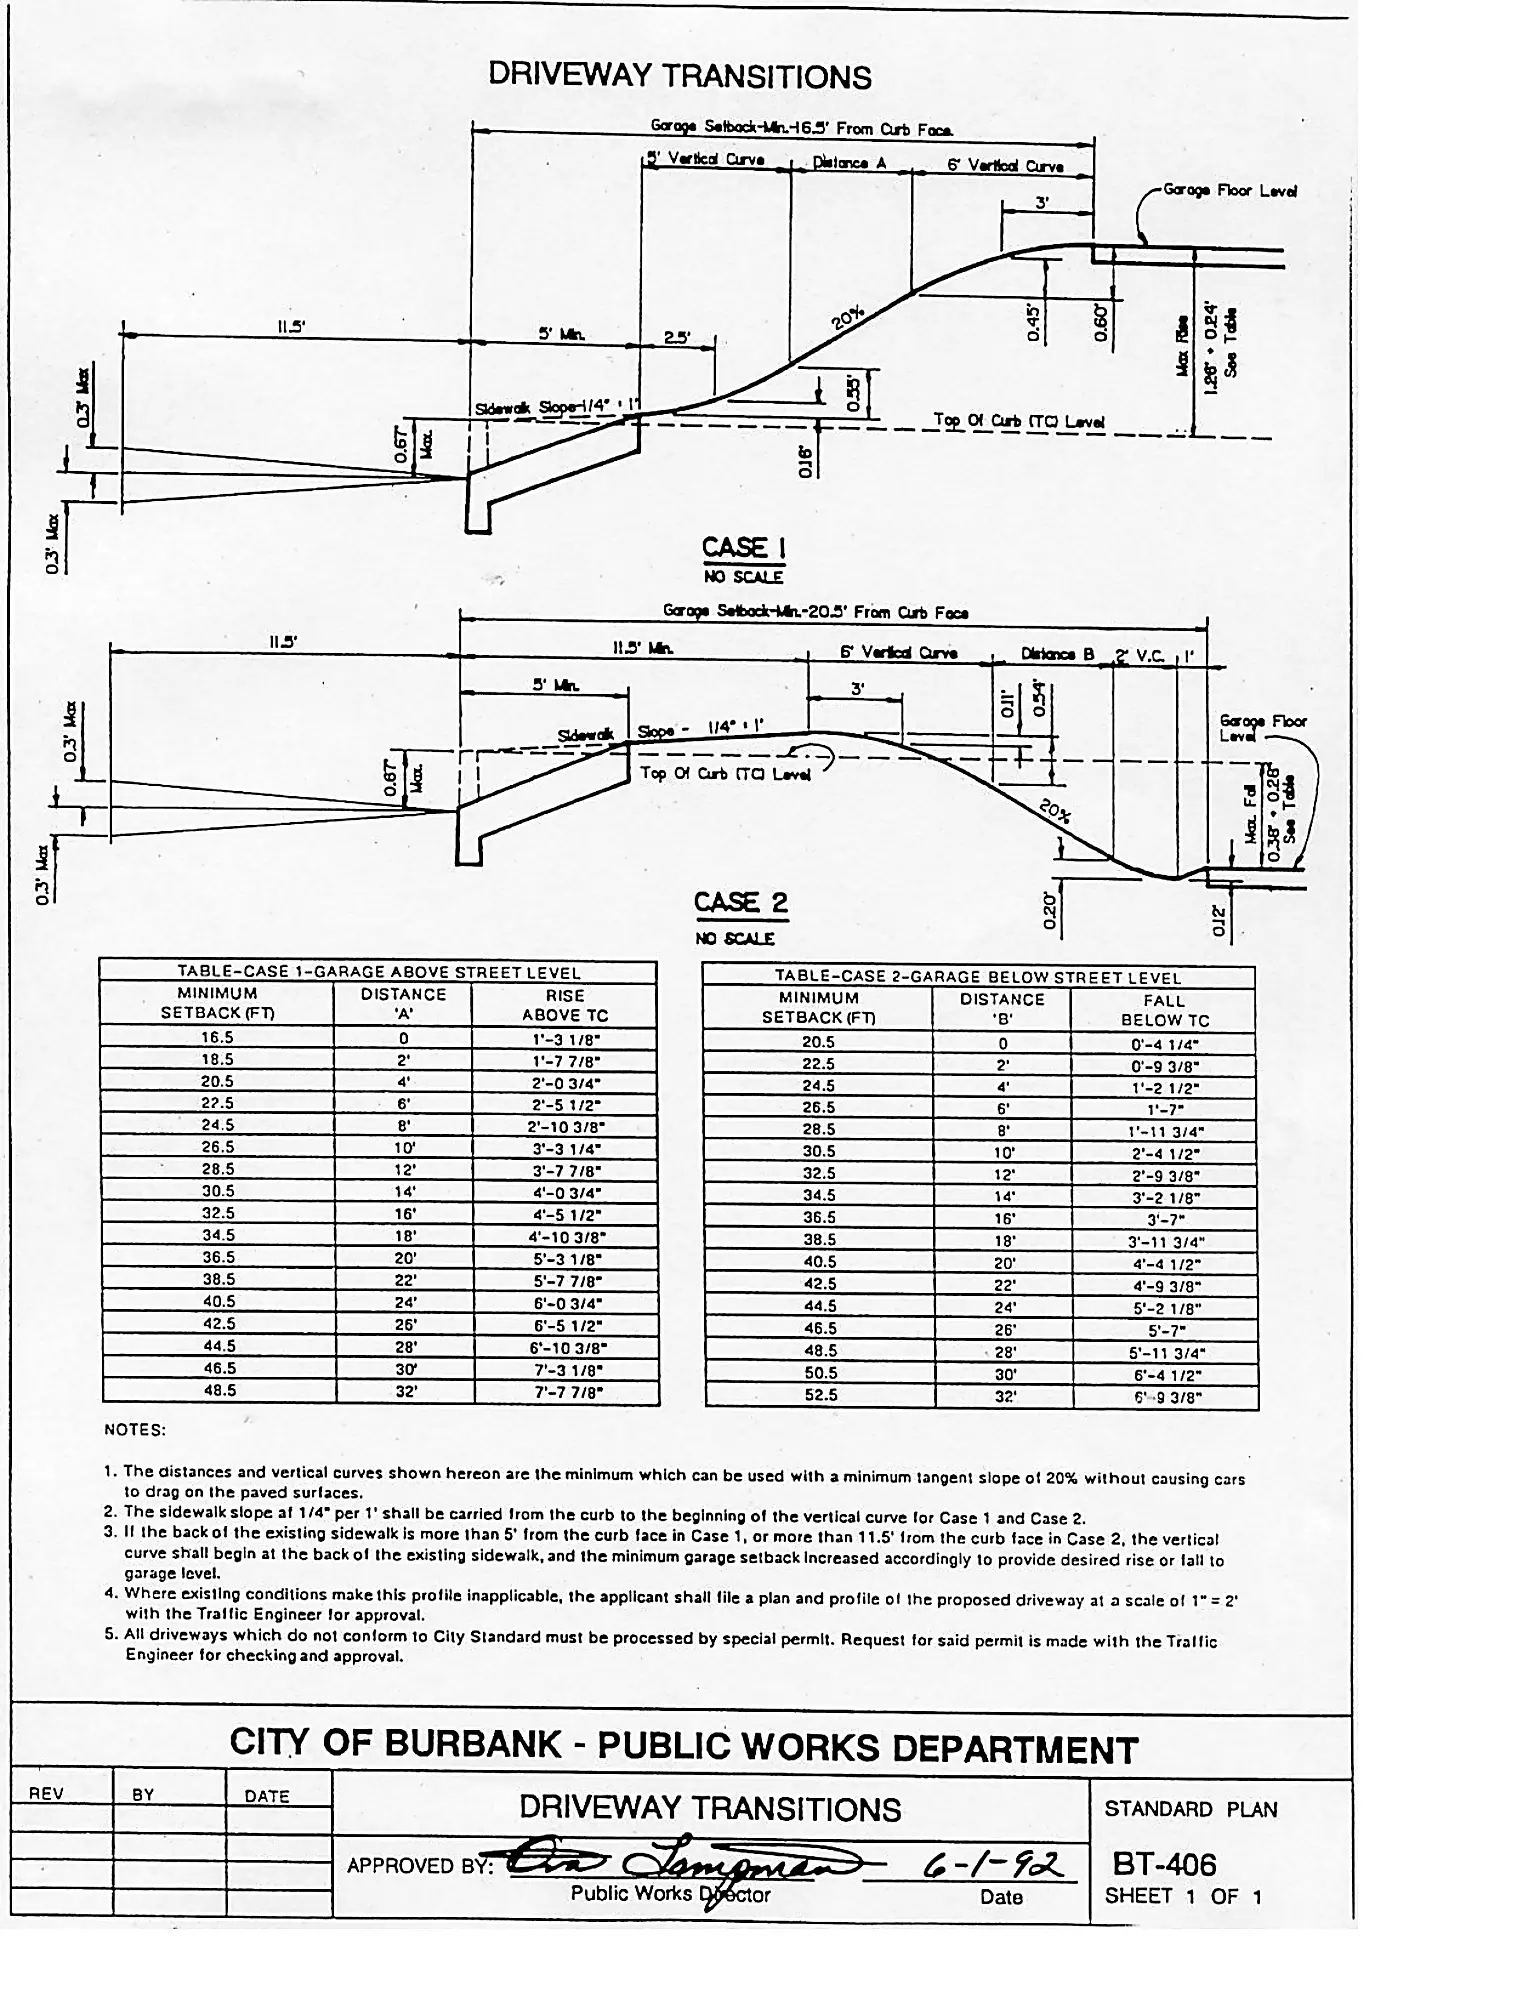 DRIVEWAY TRANSITIONS
Garage Setback-Min.-16.5' From Curb Face.
5' Vertical Curve
Distance A
6' Vertical Curve
3'
Garage Floor Level
11.5'
5' Min.
2.5'
20%
0.45'
0.60'
Max Rise
1.26' + 0.24'
See Table
0.3' Max
Sidewalk Slope-1/4" : 1'
0.55'
0.67'
Max.
Top Of Curb (TC) Level
0.16'
0.3' Max
CASE 1
NO SCALE
Garage Setback-Min.-20.5' From Curb Face
11.5'
11.5' Min.
6' Vertical Curve
Distance B
2' V.C.
1'
5' Min.
3'
0.11'
0.54'
0.3' Max
Sidewalk Slope - 1/4" : 1'
Garage Floor
Level
0.67'
Max.
Top Of Curb (TC) Level
20%
Max. Fall
0.38' + 0.28'
See Table
0.3' Max
0.20'
0.12'
CASE 2
NO SCALE
TABLE-CASE 1-GARAGE ABOVE STREET LEVEL
MINIMUM SETBACK (FT) DISTANCE 'A' RISE ABOVE TC
16.5 0 1'-3 1/8"
18.5 2' 1'-7 7/8"
20.5 4' 2'-0 3/4"
22.5 6' 2'-5 1/2"
24.5 8' 2'-10 3/8"
26.5 10' 3'-3 1/4"
28.5 12' 3'-7 7/8"
30.5 14' 4'-0 3/4"
32.5 16' 4'-5 1/2"
34.5 18' 4'-10 3/8"
36.5 20' 5'-3 1/8"
38.5 22' 5'-7 7/8"
40.5 24' 6'-0 3/4"
42.5 26' 6'-5 1/2"
44.5 28' 6'-10 3/8"
46.5 30' 7'-3 1/8"
48.5 32' 7'-7 7/8"
TABLE-CASE 2-GARAGE BELOW STREET LEVEL
MINIMUM SETBACK (FT) DISTANCE 'B' FALL BELOW TC
20.5 0 0'-4 1/4"
22.5 2' 0'-9 3/8"
24.5 4' 1'-2 1/2"
26.5 6' 1'-7"
28.5 8' 1'-11 3/4"
30.5 10' 2'-4 1/2"
32.5 12' 2'-9 3/8"
34.5 14' 3'-2 1/8"
36.5 16' 3'-7"
38.5 18' 3'-11 3/4"
40.5 20' 4'-4 1/2"
42.5 22' 4'-9 3/8"
44.5 24' 5'-2 1/8"
46.5 26' 5'-7"
48.5 28' 5'-11 3/4"
50.5 30' 6'-4 1/2"
52.5 32' 6'-9 3/8"
NOTES:
1. The distances and vertical curves shown hereon are the minimum which can be used with a minimum tangent slope of 20% without causing cars
to drag on the paved surfaces.
2. The sidewalk slope af 1/4" per 1' shall be carried from the curb to the beginning of the vertical curve for Case 1 and Case 2.
3. If the back of the existing sidewalk is more than 5' from the curb face in Case 1, or more than 11.5' from the curb face in Case 2, the vertical
curve shall begin at the back of the existing sidewalk, and the minimum garage setback increased accordingly to provide desired rise or fall to
garage level.
4. Where existing conditions make this profile inapplicable, the applicant shall file a plan and profile of the proposed driveway at a scale of 1" = 2'
with the Traffic Engineer for approval.
5. All driveways which do not conform to City Standard must be processed by special permit. Request for said permit is made with the Traffic
Engineer for checking and approval.
CITY OF BURBANK - PUBLIC WORKS DEPARTMENT
REV BY DATE
DRIVEWAY TRANSITIONS
APPROVED BY: Ora Lampman 6-1-92
Public Works Director Date
STANDARD PLAN
BT-406
SHEET 1 OF 1